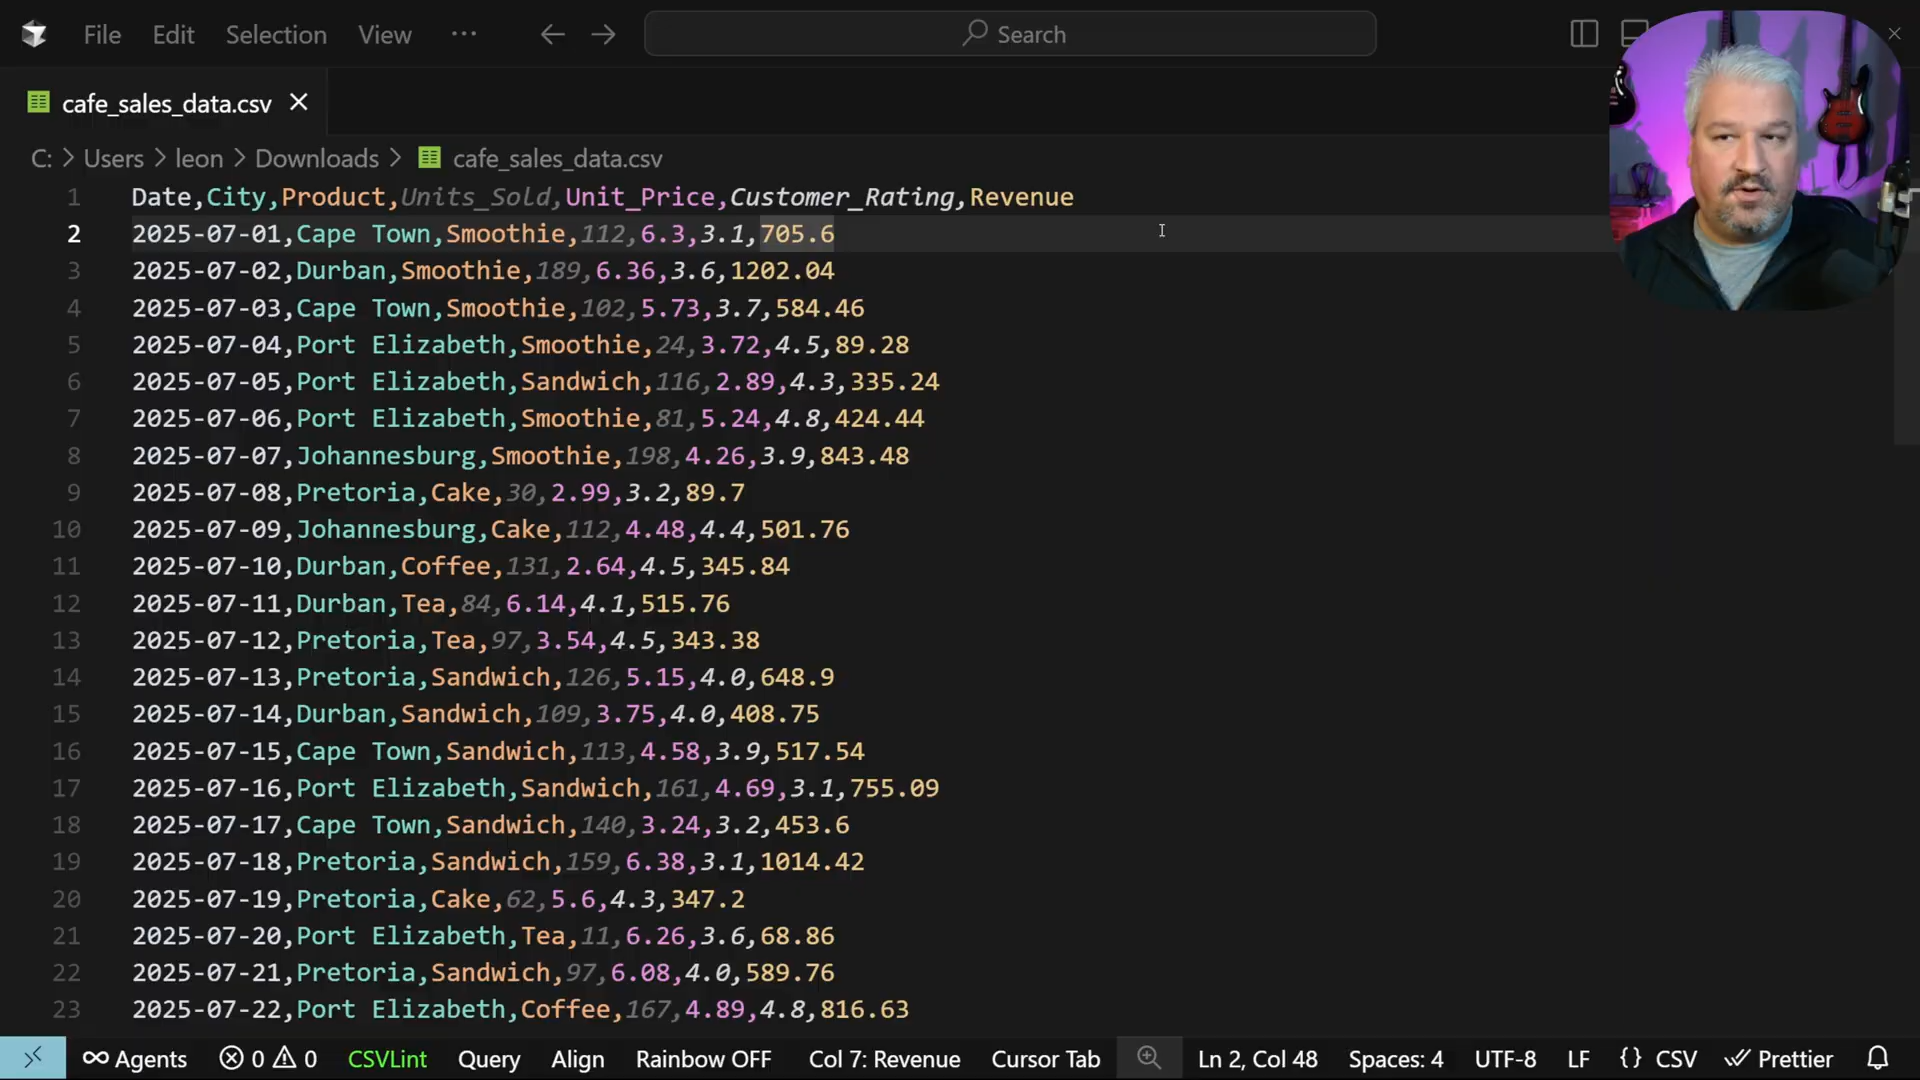 File Edit Selection View ··· Search
cafe_sales_data.csv
C: > Users > leon > Downloads > cafe_sales_data.csv
1 Date,City,Product,Units_Sold,Unit_Price,Customer_Rating,Revenue
2 2025-07-01,Cape Town,Smoothie,112,6.3,3.1,705.6
3 2025-07-02,Durban,Smoothie,189,6.36,3.6,1202.04
4 2025-07-03,Cape Town,Smoothie,102,5.73,3.7,584.46
5 2025-07-04,Port Elizabeth,Smoothie,24,3.72,4.5,89.28
6 2025-07-05,Port Elizabeth,Sandwich,116,2.89,4.3,335.24
7 2025-07-06,Port Elizabeth,Smoothie,81,5.24,4.8,424.44
8 2025-07-07,Johannesburg,Smoothie,198,4.26,3.9,843.48
9 2025-07-08,Pretoria,Cake,30,2.99,3.2,89.7
10 2025-07-09,Johannesburg,Cake,112,4.48,4.4,501.76
11 2025-07-10,Durban,Coffee,131,2.64,4.5,345.84
12 2025-07-11,Durban,Tea,84,6.14,4.1,515.76
13 2025-07-12,Pretoria,Tea,97,3.54,4.5,343.38
14 2025-07-13,Pretoria,Sandwich,126,5.15,4.0,648.9
15 2025-07-14,Durban,Sandwich,109,3.75,4.0,408.75
16 2025-07-15,Cape Town,Sandwich,113,4.58,3.9,517.54
17 2025-07-16,Port Elizabeth,Sandwich,161,4.69,3.1,755.09
18 2025-07-17,Cape Town,Sandwich,140,3.24,3.2,453.6
19 2025-07-18,Pretoria,Sandwich,159,6.38,3.1,1014.42
20 2025-07-19,Pretoria,Cake,62,5.6,4.3,347.2
21 2025-07-20,Port Elizabeth,Tea,11,6.26,3.6,68.86
22 2025-07-21,Pretoria,Sandwich,97,6.08,4.0,589.76
23 2025-07-22,Port Elizabeth,Coffee,167,4.89,4.8,816.63
Agents 0 0 CSVLint Query Align Rainbow OFF Col 7: Revenue Cursor Tab Ln 2, Col 48 Spaces: 4 UTF-8 LF {} CSV Prettier